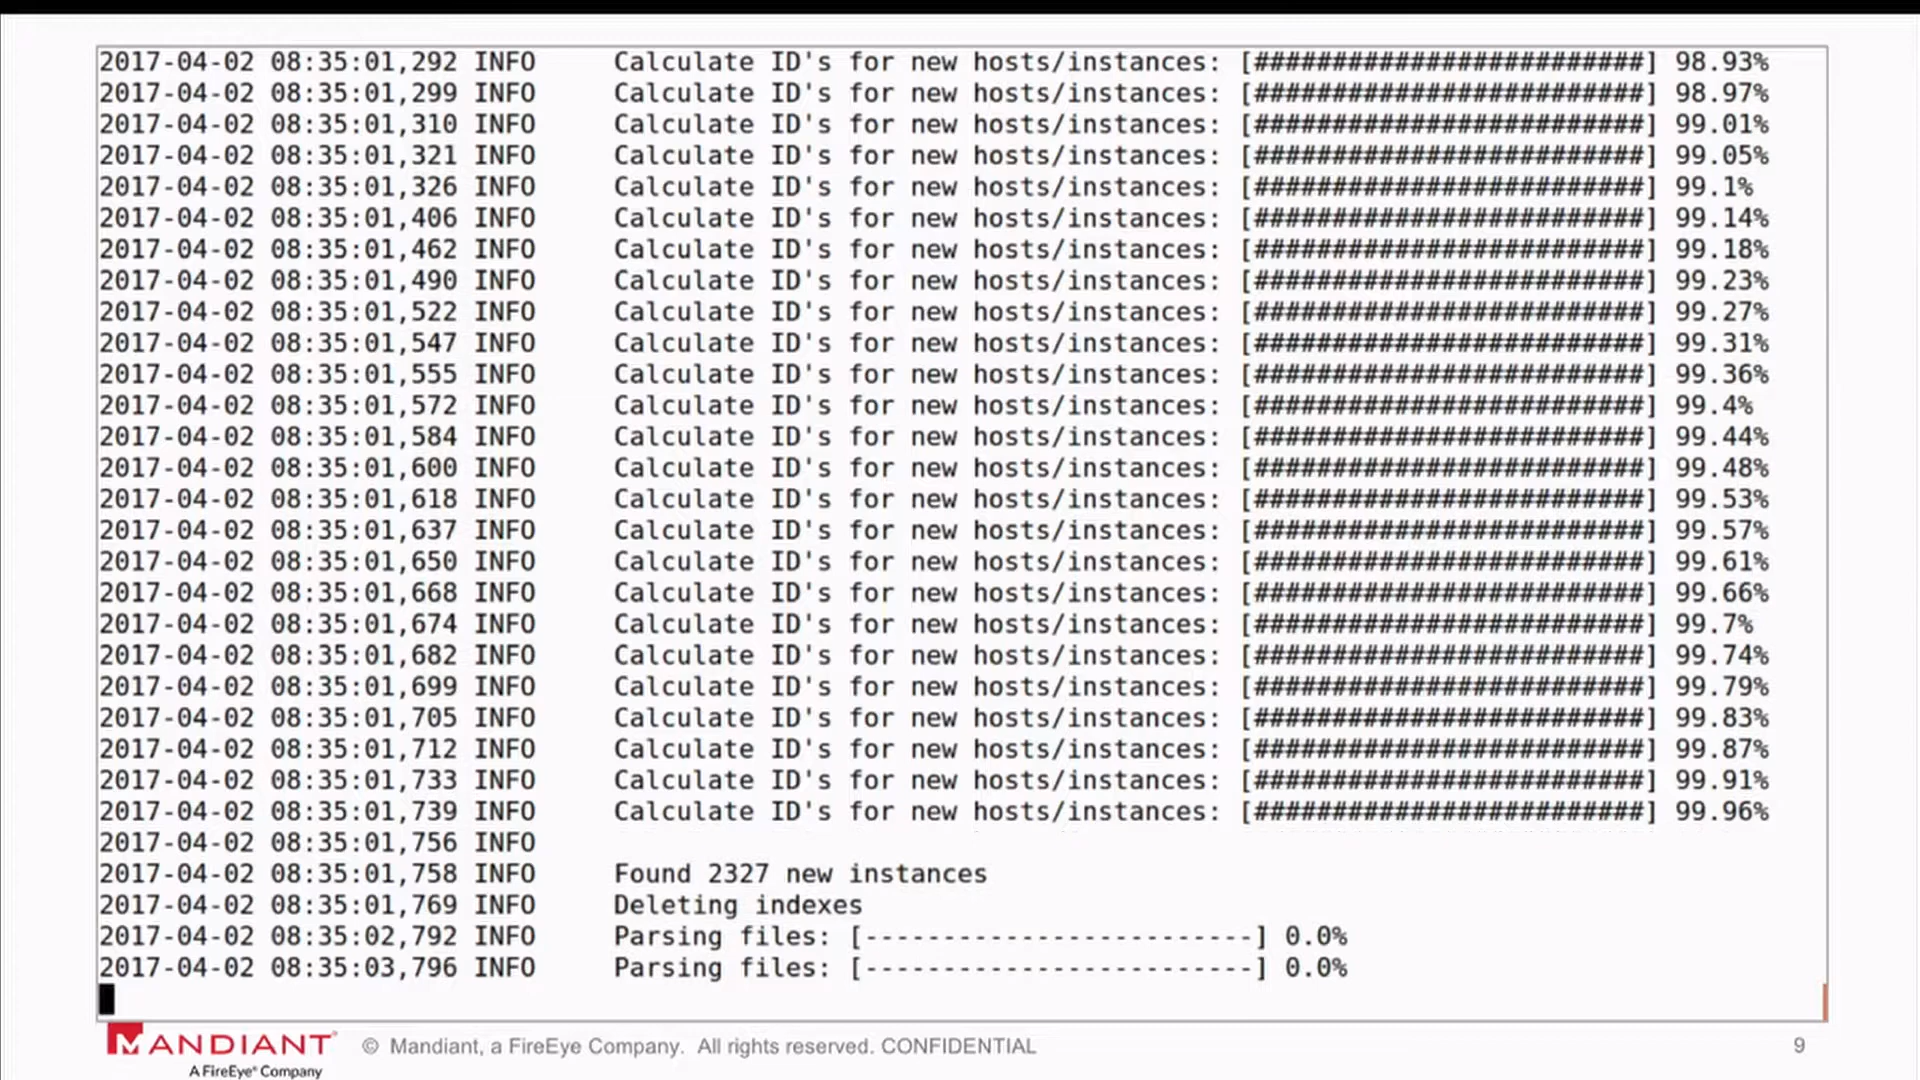 2017-04-02 08:35:01,292 INFO     Calculate ID's for new hosts/instances: [#########################] 98.93%
2017-04-02 08:35:01,299 INFO     Calculate ID's for new hosts/instances: [#########################] 98.97%
2017-04-02 08:35:01,310 INFO     Calculate ID's for new hosts/instances: [#########################] 99.01%
2017-04-02 08:35:01,321 INFO     Calculate ID's for new hosts/instances: [#########################] 99.05%
2017-04-02 08:35:01,326 INFO     Calculate ID's for new hosts/instances: [#########################] 99.1%
2017-04-02 08:35:01,406 INFO     Calculate ID's for new hosts/instances: [#########################] 99.14%
2017-04-02 08:35:01,462 INFO     Calculate ID's for new hosts/instances: [#########################] 99.18%
2017-04-02 08:35:01,490 INFO     Calculate ID's for new hosts/instances: [#########################] 99.23%
2017-04-02 08:35:01,522 INFO     Calculate ID's for new hosts/instances: [#########################] 99.27%
2017-04-02 08:35:01,547 INFO     Calculate ID's for new hosts/instances: [#########################] 99.31%
2017-04-02 08:35:01,555 INFO     Calculate ID's for new hosts/instances: [#########################] 99.36%
2017-04-02 08:35:01,572 INFO     Calculate ID's for new hosts/instances: [#########################] 99.4%
2017-04-02 08:35:01,584 INFO     Calculate ID's for new hosts/instances: [#########################] 99.44%
2017-04-02 08:35:01,600 INFO     Calculate ID's for new hosts/instances: [#########################] 99.48%
2017-04-02 08:35:01,618 INFO     Calculate ID's for new hosts/instances: [#########################] 99.53%
2017-04-02 08:35:01,637 INFO     Calculate ID's for new hosts/instances: [#########################] 99.57%
2017-04-02 08:35:01,650 INFO     Calculate ID's for new hosts/instances: [#########################] 99.61%
2017-04-02 08:35:01,668 INFO     Calculate ID's for new hosts/instances: [#########################] 99.66%
2017-04-02 08:35:01,674 INFO     Calculate ID's for new hosts/instances: [#########################] 99.7%
2017-04-02 08:35:01,682 INFO     Calculate ID's for new hosts/instances: [#########################] 99.74%
2017-04-02 08:35:01,699 INFO     Calculate ID's for new hosts/instances: [#########################] 99.79%
2017-04-02 08:35:01,705 INFO     Calculate ID's for new hosts/instances: [#########################] 99.83%
2017-04-02 08:35:01,712 INFO     Calculate ID's for new hosts/instances: [#########################] 99.87%
2017-04-02 08:35:01,733 INFO     Calculate ID's for new hosts/instances: [#########################] 99.91%
2017-04-02 08:35:01,739 INFO     Calculate ID's for new hosts/instances: [#########################] 99.96%
2017-04-02 08:35:01,756 INFO
2017-04-02 08:35:01,758 INFO     Found 2327 new instances
2017-04-02 08:35:01,769 INFO     Deleting indexes
2017-04-02 08:35:02,792 INFO     Parsing files: [-------------------------] 0.0%
2017-04-02 08:35:03,796 INFO     Parsing files: [-------------------------] 0.0%
MANDIANT
A FireEye® Company
© Mandiant, a FireEye Company. All rights reserved. CONFIDENTIAL
9